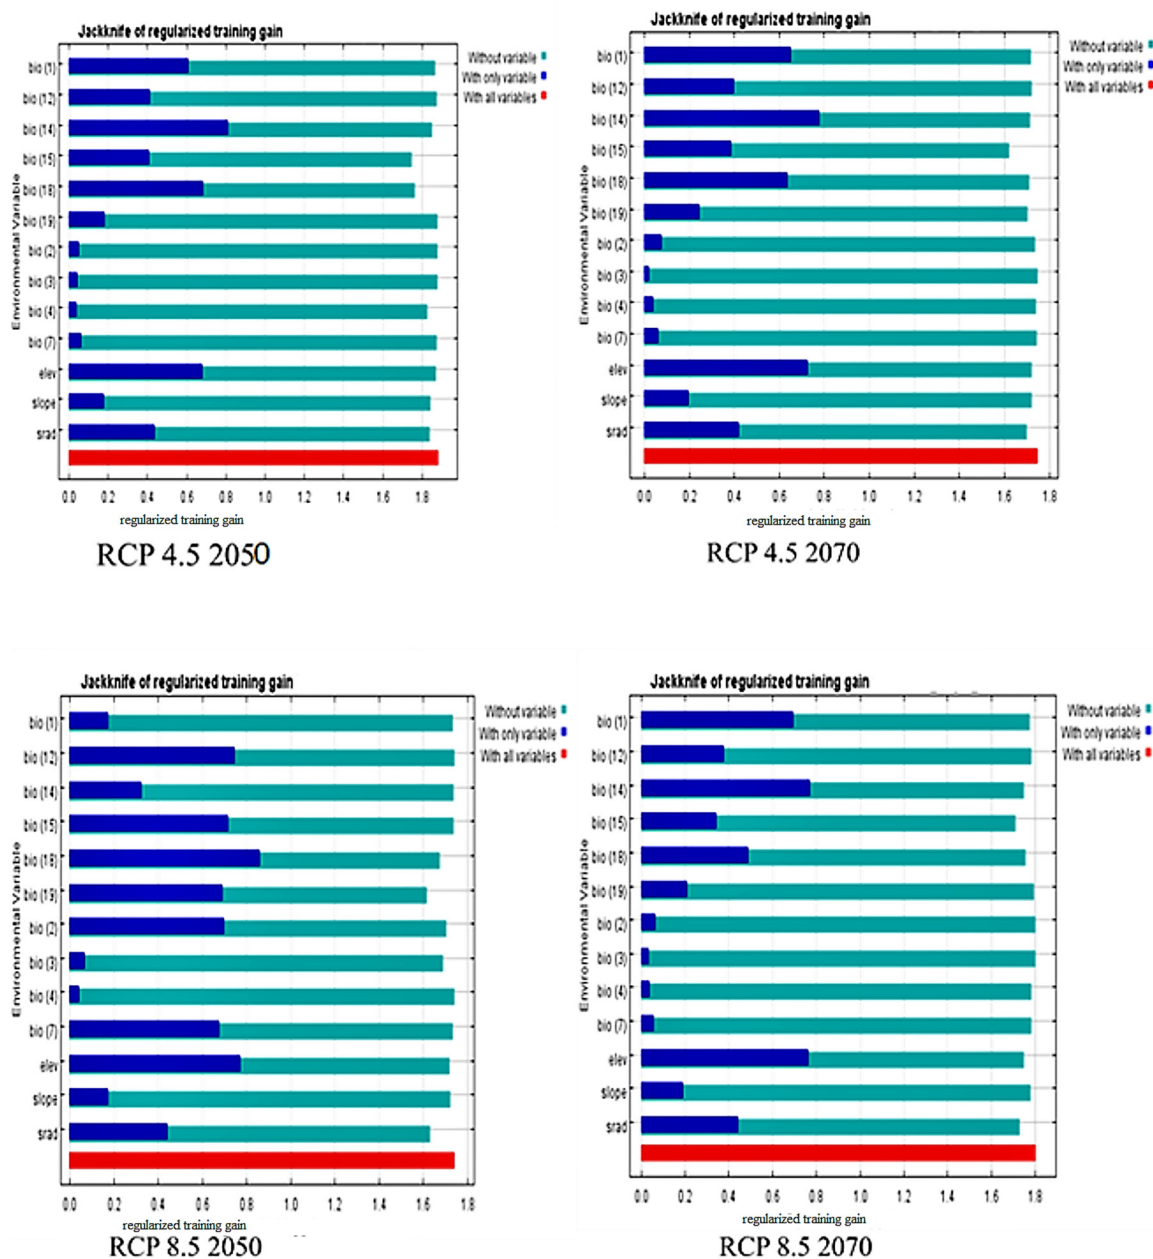 Jackknife of regularized training gain
Without variable
With only variable
With all variables
Environmental Variable
bio (1)
bio (12)
bio (14)
bio (15)
bio (18)
bio (19)
bio (2)
bio (3)
bio (4)
bio (7)
elev
slope
srad
0.0 0.2 0.4 0.6 0.8 1.0 1.2 1.4 1.6 1.8
regularized training gain
RCP 4.5 2050
Jackknife of regularized training gain
Without variable
With only variable
With all variables
Environmental Variable
bio (1)
bio (12)
bio (14)
bio (15)
bio (18)
bio (19)
bio (2)
bio (3)
bio (4)
bio (7)
elev
slope
srad
0.0 0.2 0.4 0.6 0.8 1.0 1.2 1.4 1.6 1.8
regularized training gain
RCP 4.5 2070
Jackknife of regularized training gain
Without variable
With only variable
With all variables
Environmental Variable
bio (1)
bio (12)
bio (14)
bio (15)
bio (18)
bio (19)
bio (2)
bio (3)
bio (4)
bio (7)
elev
slope
srad
0.0 0.2 0.4 0.6 0.8 1.0 1.2 1.4 1.6 1.8
regularized training gain
RCP 8.5 2050
Jackknife of regularized training gain
Without variable
With only variable
With all variables
Environmental Variable
bio (1)
bio (12)
bio (14)
bio (15)
bio (18)
bio (19)
bio (2)
bio (3)
bio (4)
bio (7)
elev
slope
srad
0.0 0.2 0.4 0.6 0.8 1.0 1.2 1.4 1.6 1.8
regularized training gain
RCP 8.5 2070